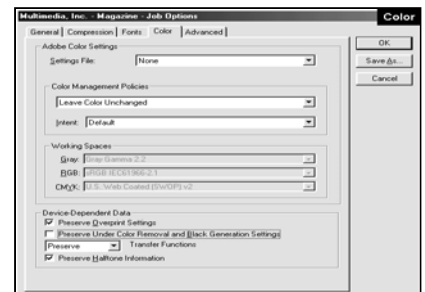 Multimedia, Inc. - Magazine - Job Options
Color
General Compression Fonts Color Advanced
Adobe Color Settings
Settings File: None
Color Management Policies
Leave Color Unchanged
Intent: Default
Working Spaces
Gray: Gray Gamma 2.2
RGB: sRGB IEC61966-2.1
CMYK: U.S. Web Coated (SWOP) v2
Device-Dependent Data
Preserve Overprint Settings
Preserve Under Color Removal and Black Generation Settings
Preserve Transfer Functions
Preserve Halftone Information
OK
Save As...
Cancel